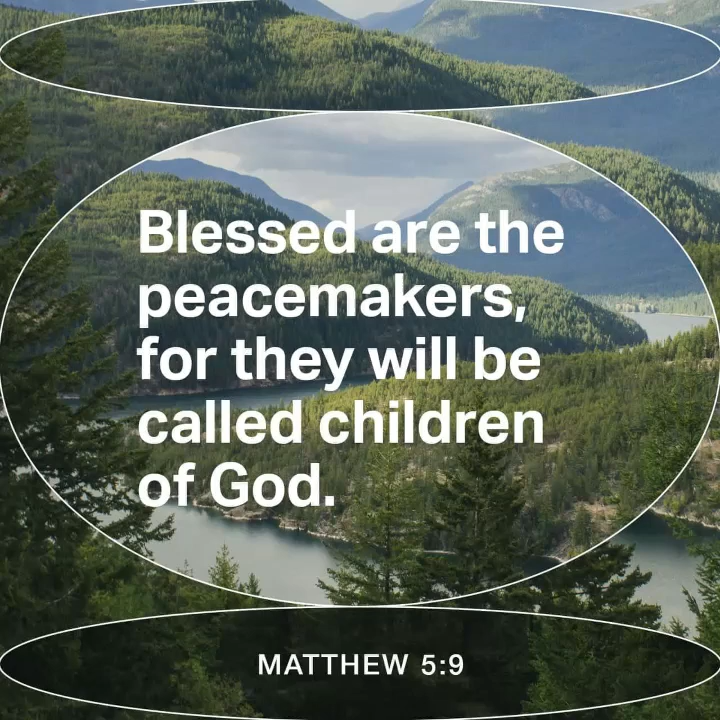 Blessed are the
peacemakers,
for they will be
called children
of God.
MATTHEW 5:9